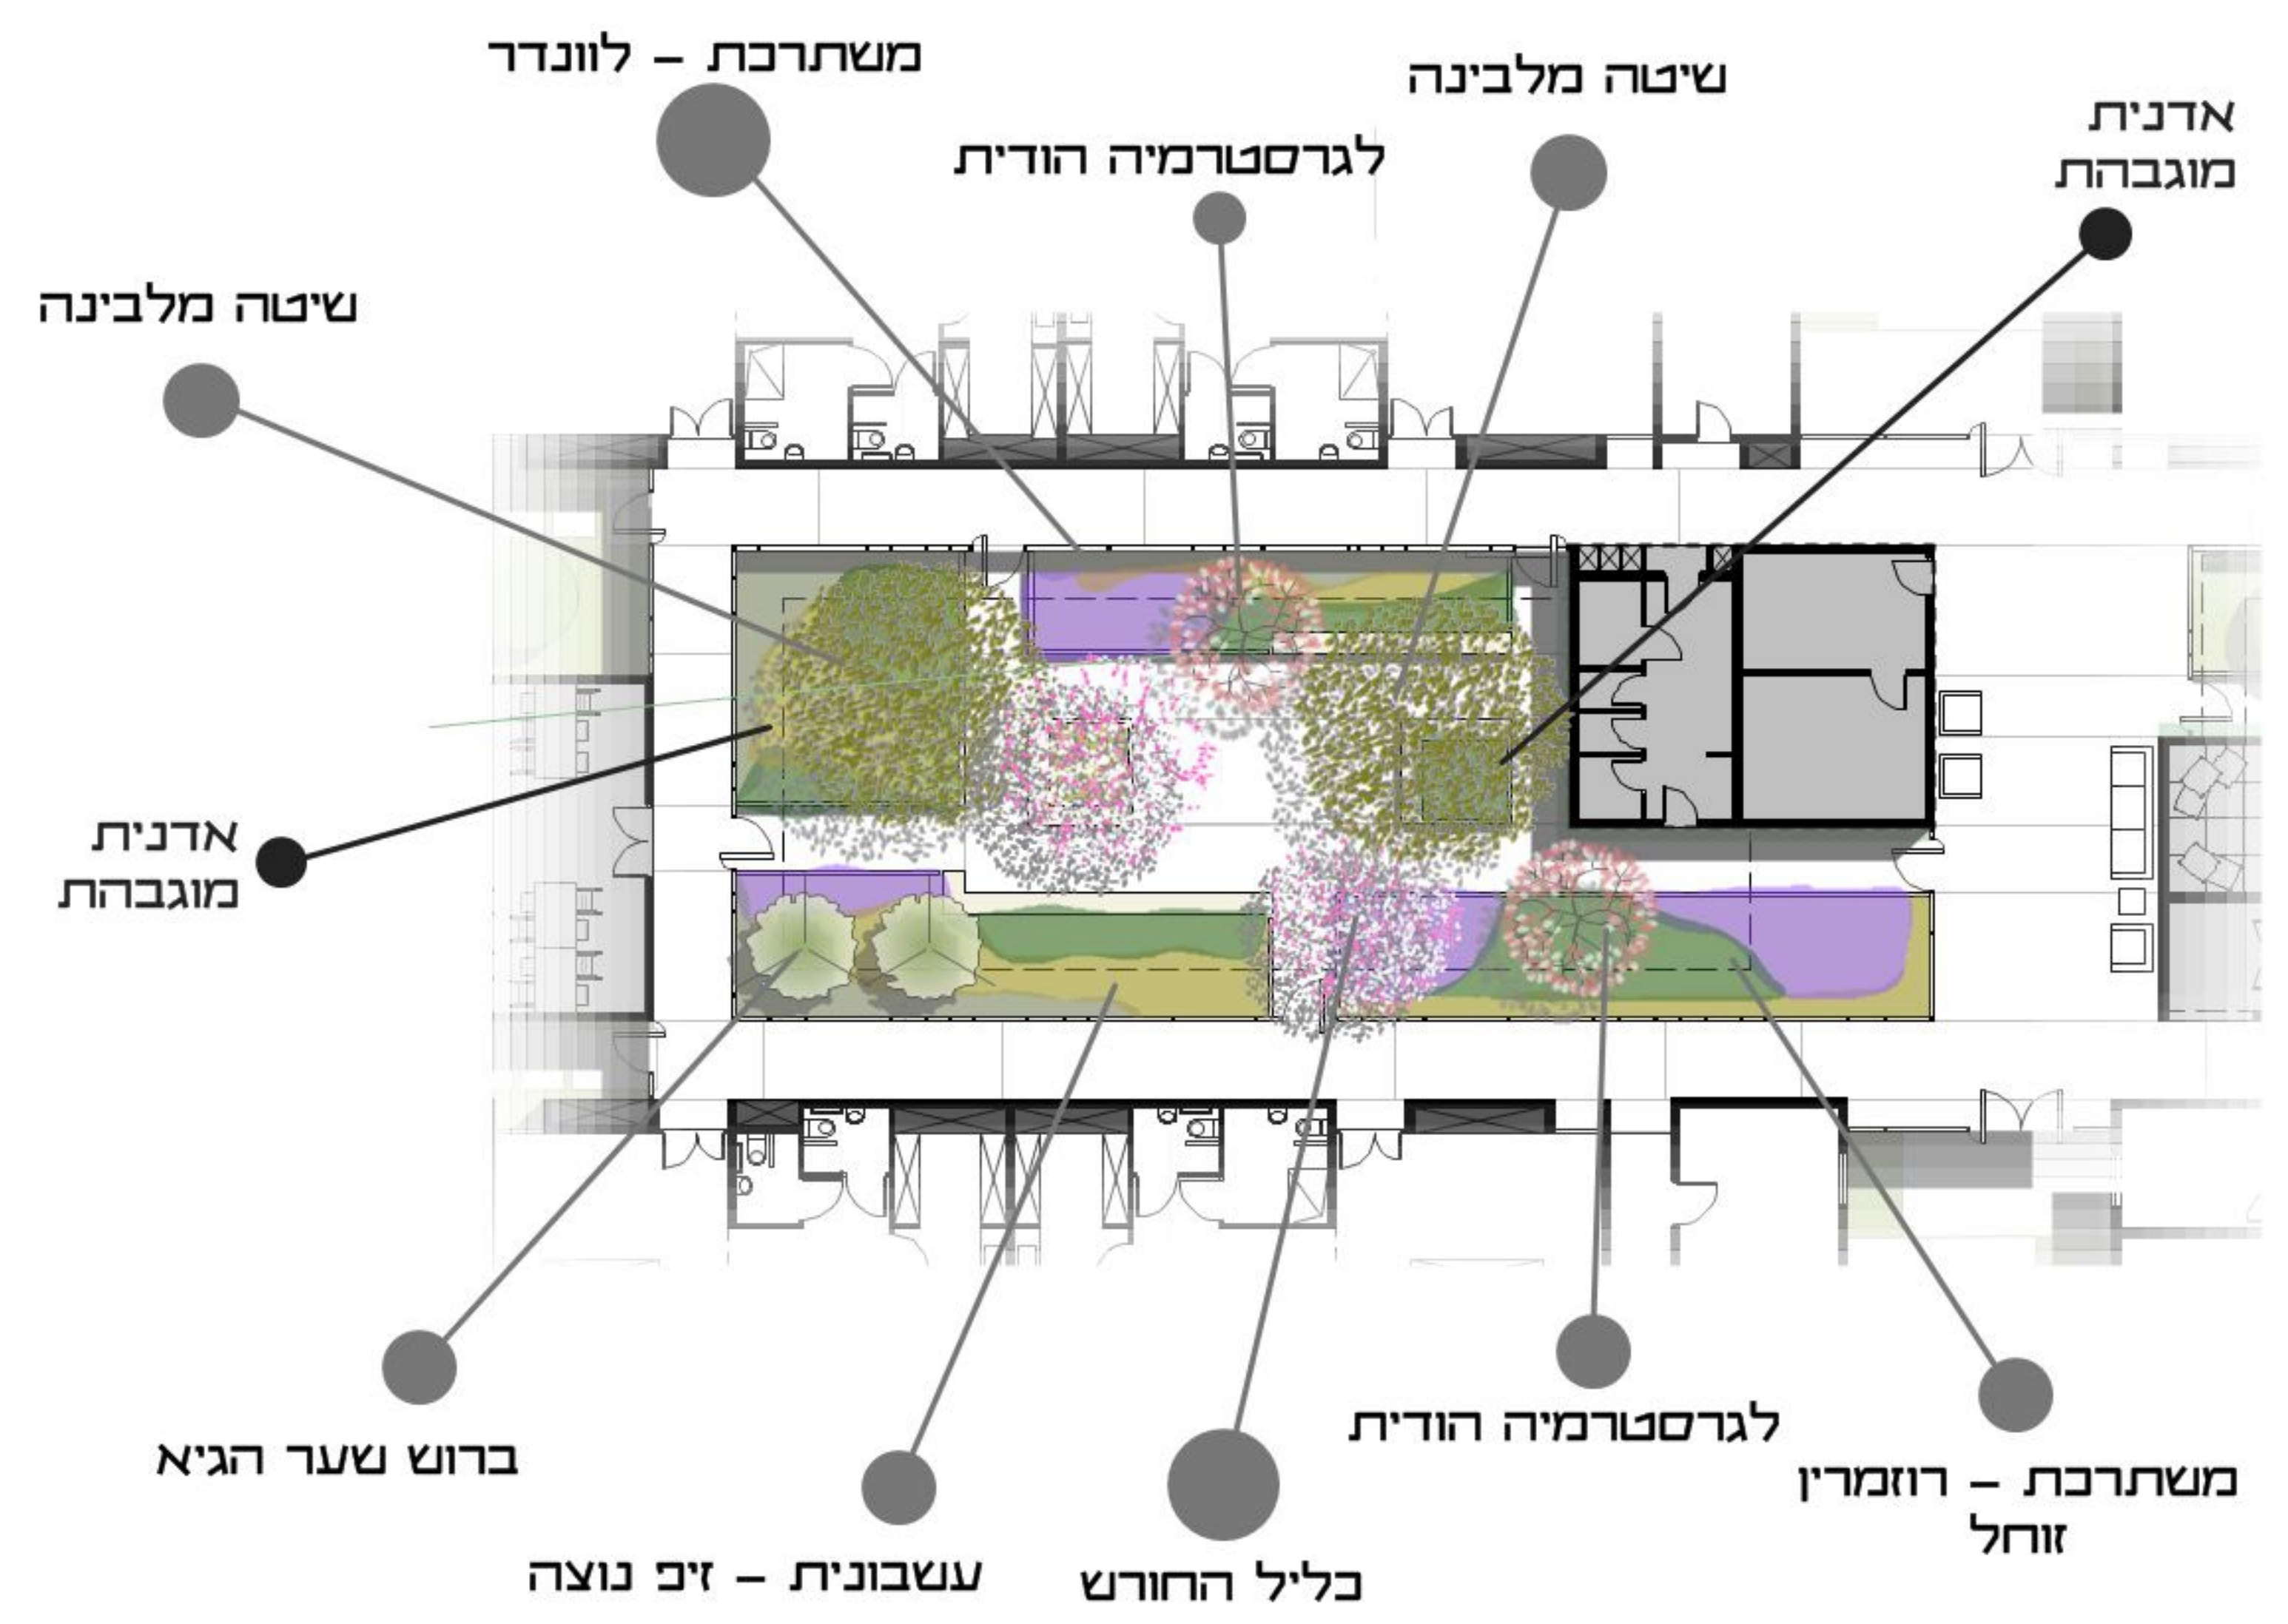 משתרכת – לוונדר
שיטה מלבינה
אדנית
מוגבהת
לגרסטרמיה הודית
שיטה מלבינה
אדנית
מוגבהת
ברוש שער הגיא
לגרסטרמיה הודית
משתרכת – רוזמרין
זוחל
עשבונית – זיפ נוצה
כליל החורש